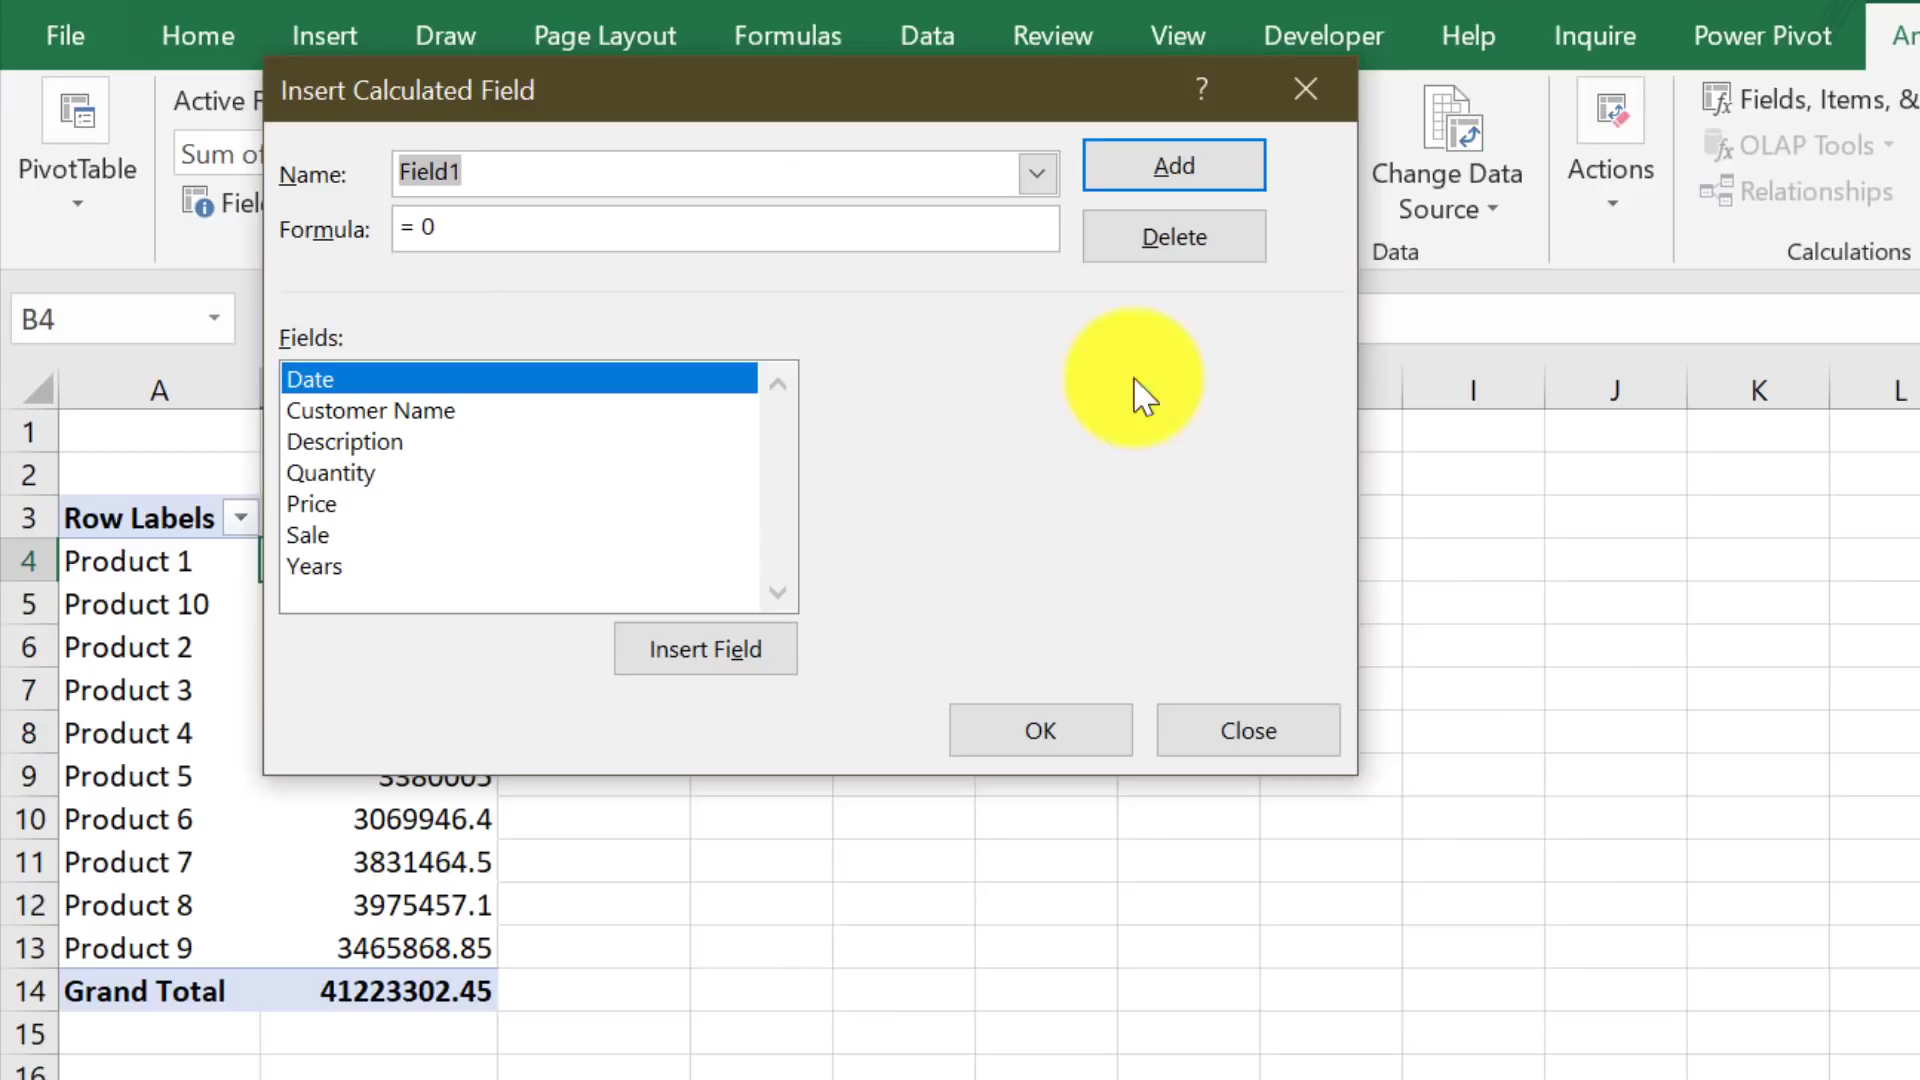 File Home Insert Draw Page Layout Formulas Data Review View Developer Help Inquire Power Pivot
Insert Calculated Field ?
PivotTable
Active
Sum of
Name: Field1
Formula: = 0
Add
Delete
Change Data
Source
Data
Actions
Fields, Items, &
OLAP Tools
Relationships
Calculations
B4
Fields:
Date
Customer Name
Description
Quantity
Price
Sale
Years
Insert Field
OK Close
A I J K L
1
2
3 Row Labels
4 Product 1
5 Product 10
6 Product 2
7 Product 3
8 Product 4
9 Product 5 3380005
10 Product 6 3069946.4
11 Product 7 3831464.5
12 Product 8 3975457.1
13 Product 9 3465868.85
14 Grand Total 41223302.45
15
16